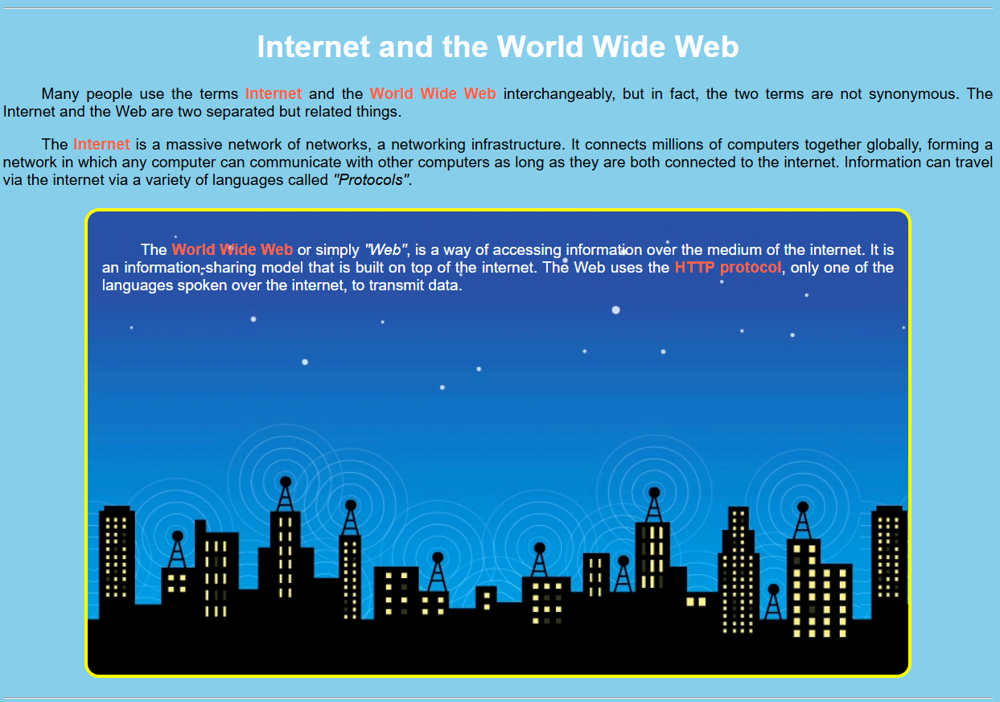 Internet and the World Wide Web
Many people use the terms Internet and the World Wide Web interchangeably, but in fact, the two terms are not synonymous. The
Internet and the Web are two separated but related things.
The Internet is a massive network of networks, a networking infrastructure. It connects millions of computers together globally, forming a
network in which any computer can communicate with other computers as long as they are both connected to the internet. Information can travel
via the internet via a variety of languages called "Protocols".
The World Wide Web or simply "Web", is a way of accessing information over the medium of the internet. It is
an information-sharing model that is built on top of the internet. The Web uses the HTTP protocol, only one of the
languages spoken over the internet, to transmit data.